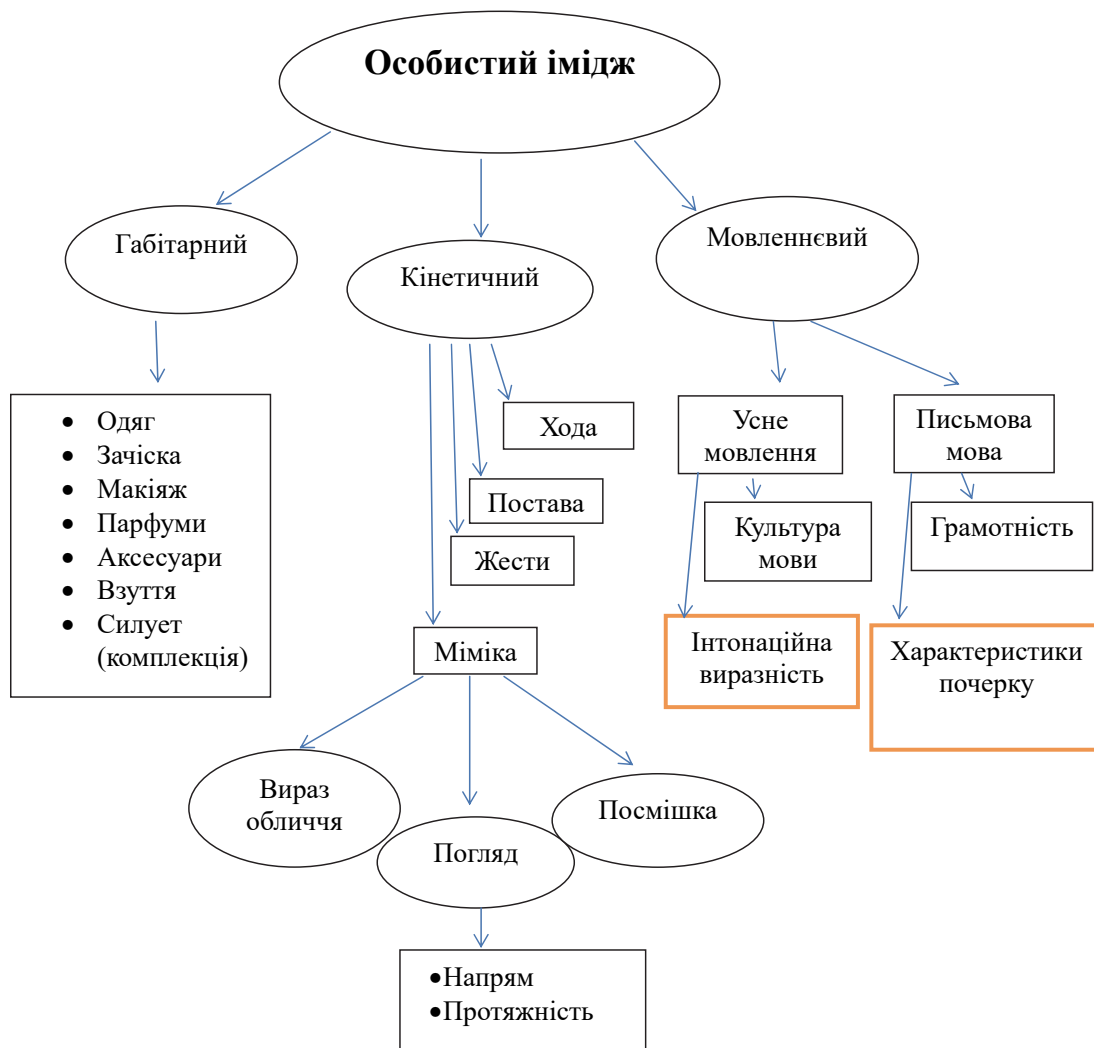 Особистий імідж
Габітарний
Кінетичний
Мовленнєвий
• Одяг
• Зачіска
• Макіяж
• Парфуми
• Аксесуари
• Взуття
• Силует
(комплекція)
Хода
Постава
Жести
Міміка
Усне
мовлення
Письмова
мова
Культура
мови
Грамотність
Інтонаційна
виразність
Характеристики
почерку
Вираз
обличчя
Погляд
Посмішка
•Напрям
•Протяжність